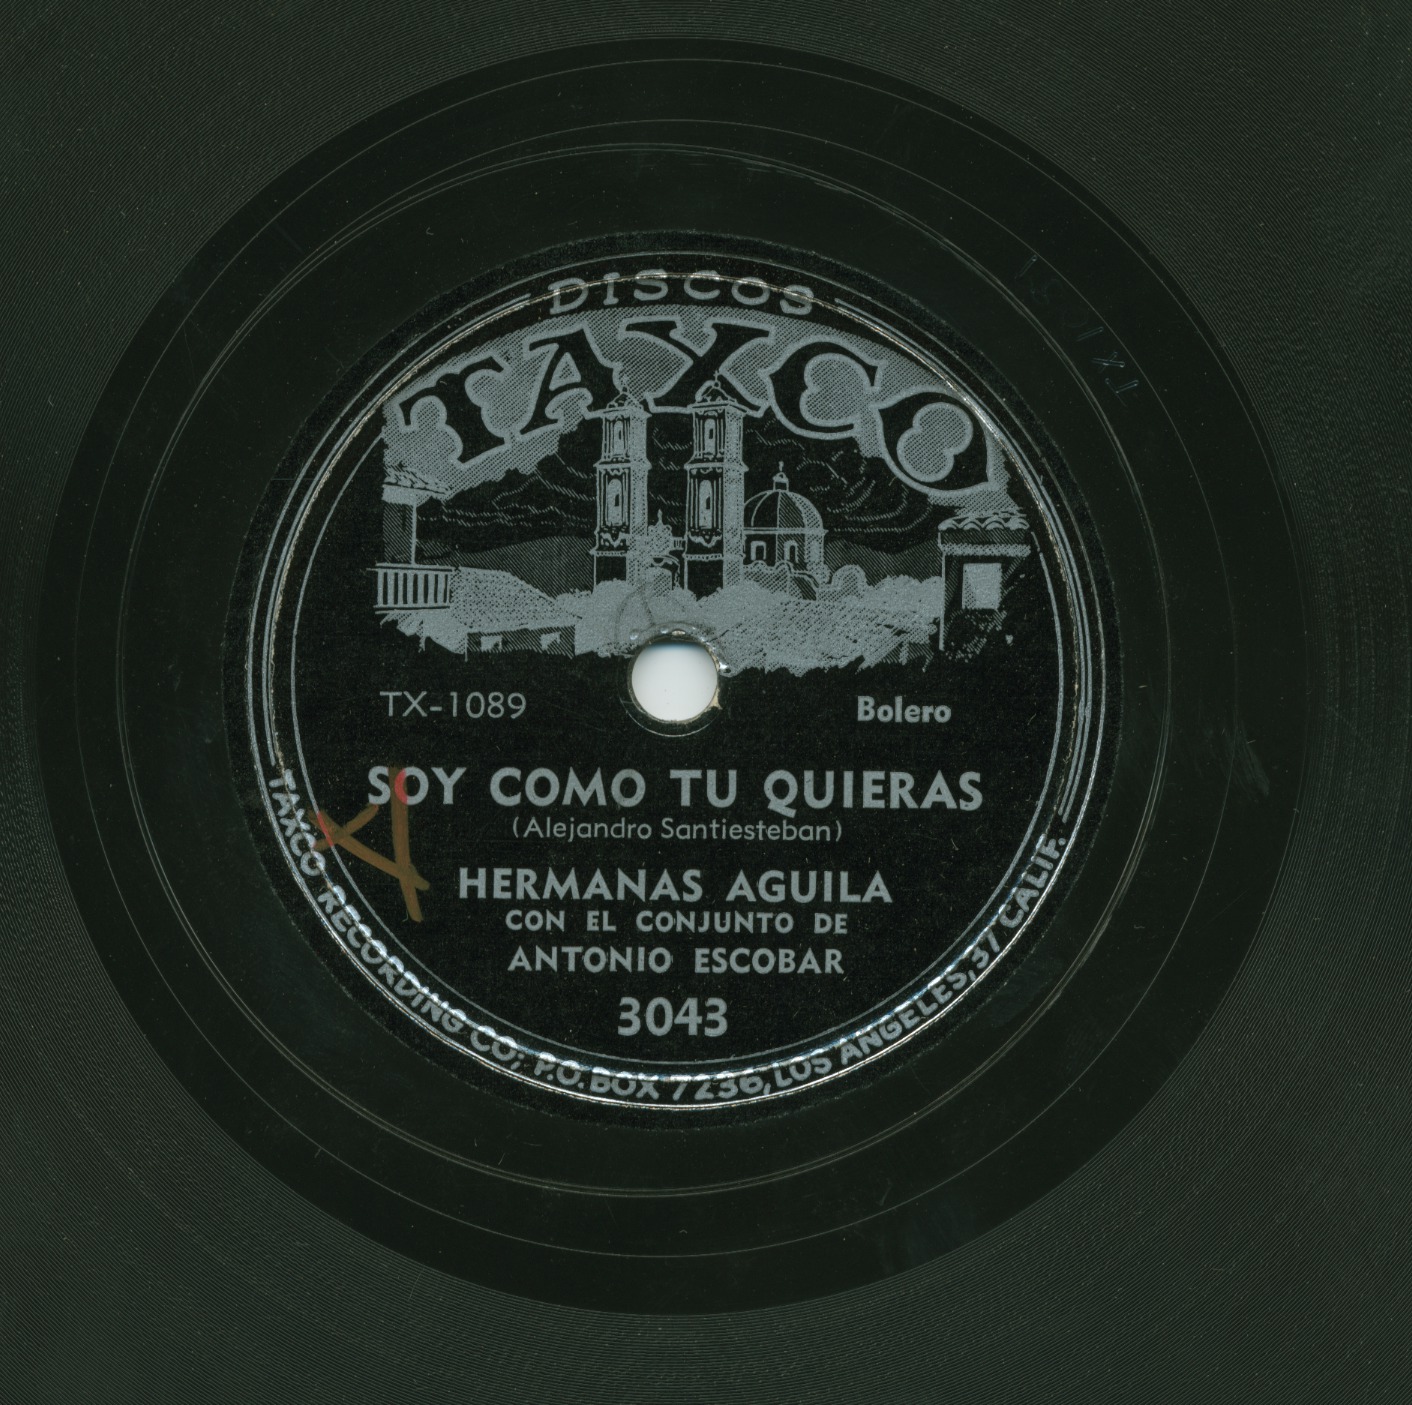 DISCOS
TAXCO
TX-1089
Bolero
SOY COMO TU QUIERAS
(Alejandro Santiesteban)
HERMANAS AGUILA
CON EL CONJUNTO DE
ANTONIO ESCOBAR
3043
TAXCO RECORDING CO; P.O. BOX 7236, LOS ANGELES, 37 CALIF.